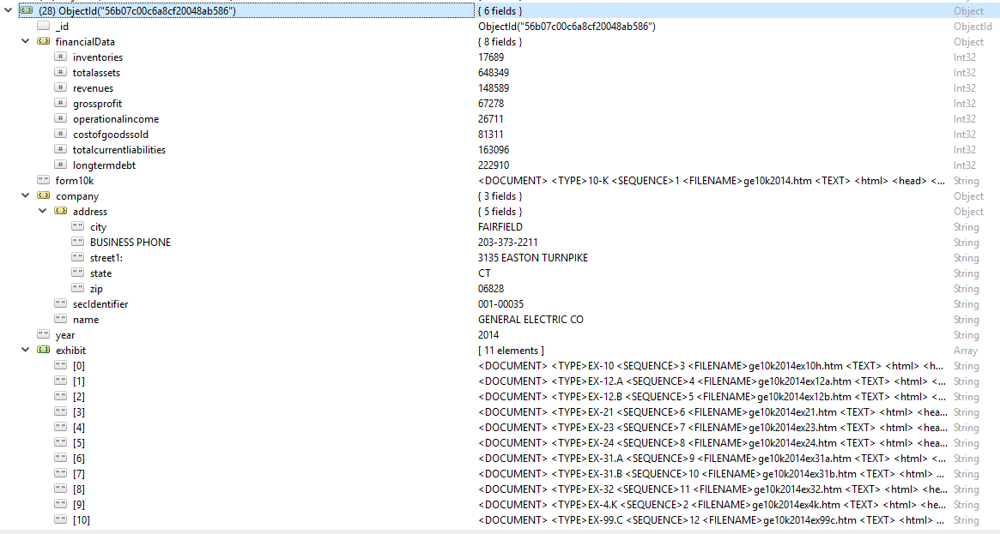 (28) ObjectId("56b07c00c6a8cf20048ab586") { 6 fields } Object
_id ObjectId("56b07c00c6a8cf20048ab586") ObjectId
financialData { 8 fields } Object
# inventories 17689 Int32
# totalassets 648349 Int32
# revenues 148589 Int32
# grossprofit 67278 Int32
# operationalincome 26711 Int32
# costofgoodssold 81311 Int32
# totalcurrentliabilities 163096 Int32
# longtermdebt 222910 Int32
form10k <DOCUMENT> <TYPE>10-K <SEQUENCE>1 <FILENAME>ge10k2014.htm <TEXT> <html> <head> <... String
company { 3 fields } Object
address { 5 fields } Object
city FAIRFIELD String
BUSINESS PHONE 203-373-2211 String
street1: 3135 EASTON TURNPIKE String
state CT String
zip 06828 String
secIdentifier 001-00035 String
name GENERAL ELECTRIC CO String
year 2014 String
exhibit [ 11 elements ] Array
[0] <DOCUMENT> <TYPE>EX-10 <SEQUENCE>3 <FILENAME>ge10k2014ex10h.htm <TEXT> <html> <h... String
[1] <DOCUMENT> <TYPE>EX-12.A <SEQUENCE>4 <FILENAME>ge10k2014ex12a.htm <TEXT> <html> <... String
[2] <DOCUMENT> <TYPE>EX-12.B <SEQUENCE>5 <FILENAME>ge10k2014ex12b.htm <TEXT> <html> <... String
[3] <DOCUMENT> <TYPE>EX-21 <SEQUENCE>6 <FILENAME>ge10k2014ex21.htm <TEXT> <html> <hea... String
[4] <DOCUMENT> <TYPE>EX-23 <SEQUENCE>7 <FILENAME>ge10k2014ex23.htm <TEXT> <html> <hea... String
[5] <DOCUMENT> <TYPE>EX-24 <SEQUENCE>8 <FILENAME>ge10k2014ex24.htm <TEXT> <html> <hea... String
[6] <DOCUMENT> <TYPE>EX-31.A <SEQUENCE>9 <FILENAME>ge10k2014ex31a.htm <TEXT> <html> <... String
[7] <DOCUMENT> <TYPE>EX-31.B <SEQUENCE>10 <FILENAME>ge10k2014ex31b.htm <TEXT> <html> ... String
[8] <DOCUMENT> <TYPE>EX-32 <SEQUENCE>11 <FILENAME>ge10k2014ex32.htm <TEXT> <html> <he... String
[9] <DOCUMENT> <TYPE>EX-4.K <SEQUENCE>2 <FILENAME>ge10k2014ex4k.htm <TEXT> <html> <hea... String
[10] <DOCUMENT> <TYPE>EX-99.C <SEQUENCE>12 <FILENAME>ge10k2014ex99c.htm <TEXT> <html> ... String